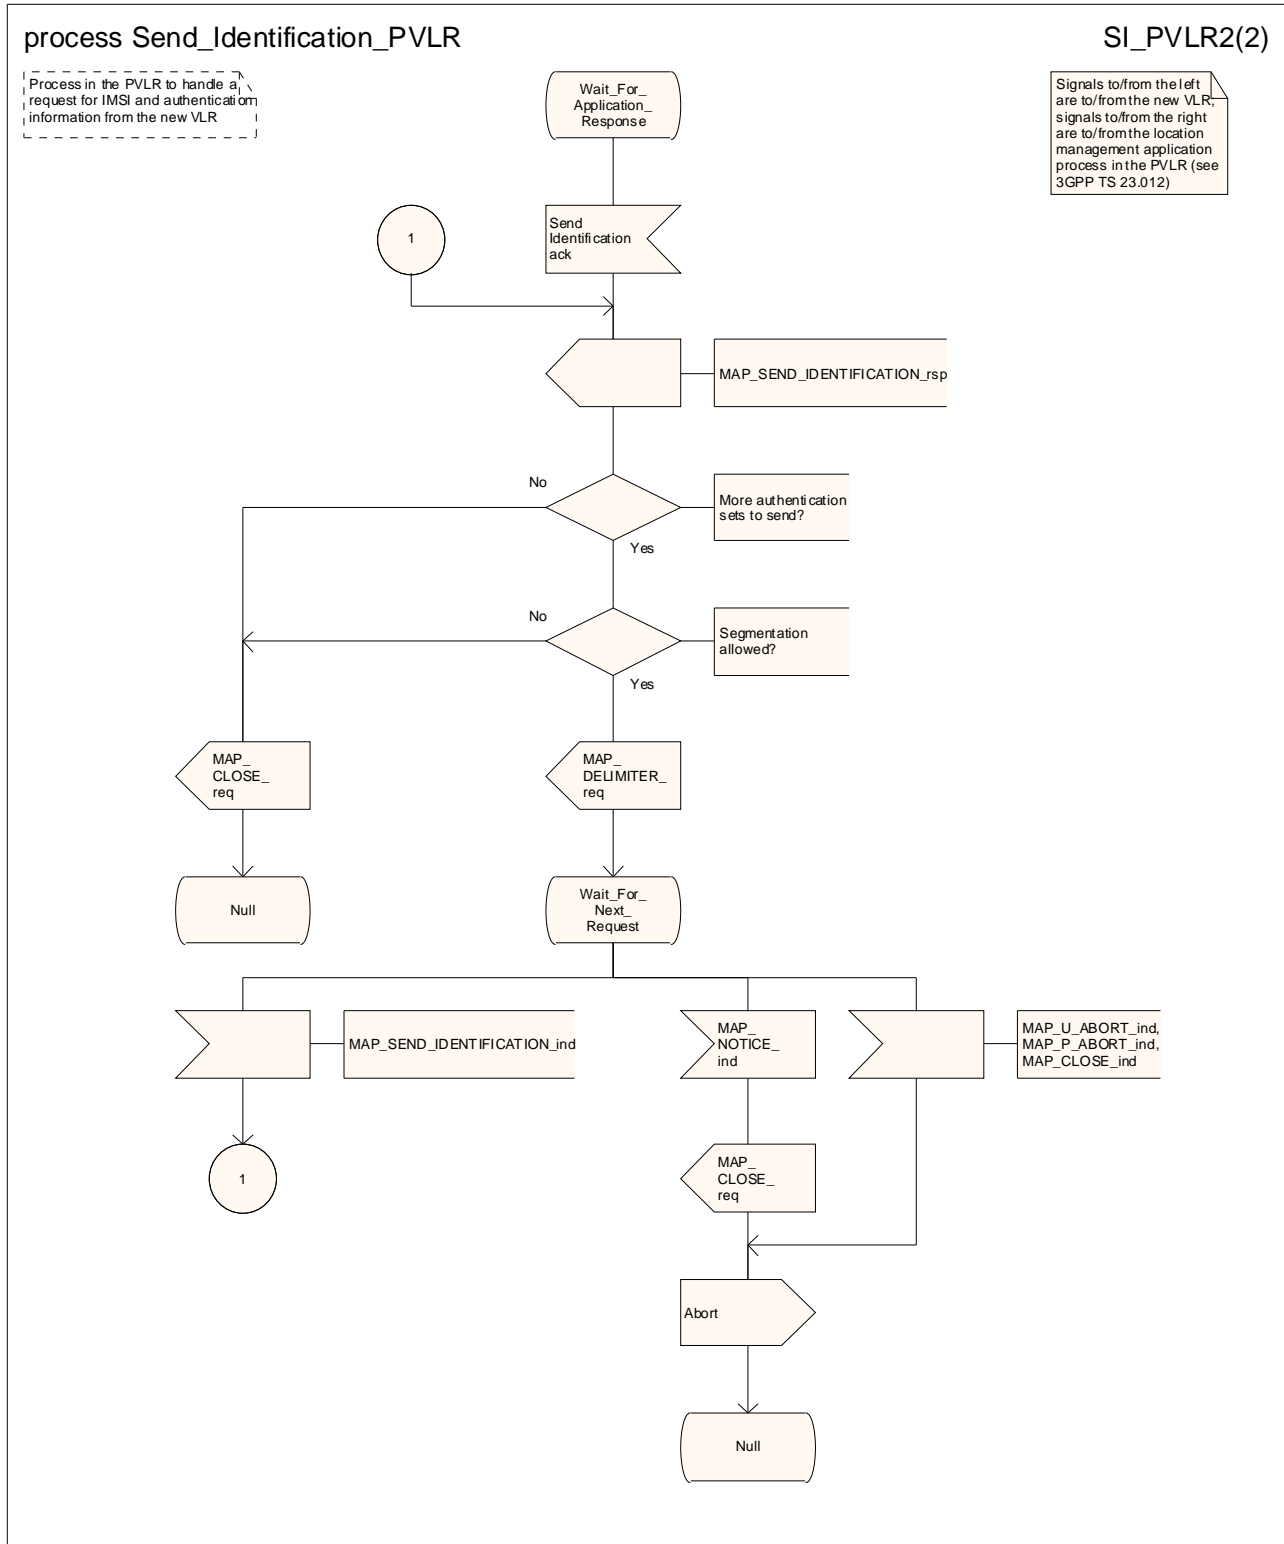 process Send_Identification_PVLR
SI_PVLR2(2)
Process in the PVLR to handle a
request for IMSI and authentication
information from the new VLR
Wait_For_
Application_
Response
Signals to/from the left
are to/from the new VLR;
signals to/from the right
are to/from the location
management application
process in the PVLR (see
3GPP TS 23.012)
1
Send
Identification
ack
MAP_SEND_IDENTIFICATION_rsp
No
More authentication
sets to send?
Yes
No
Segmentation
allowed?
Yes
MAP_
CLOSE_
req
MAP_
DELIMITER_
req
Null
Wait_For_
Next_
Request
MAP_SEND_IDENTIFICATION_ind
MAP_
NOTICE_
ind
MAP_U_ABORT_ind,
MAP_P_ABORT_ind,
MAP_CLOSE_ind
1
MAP_
CLOSE_
req
Abort
Null